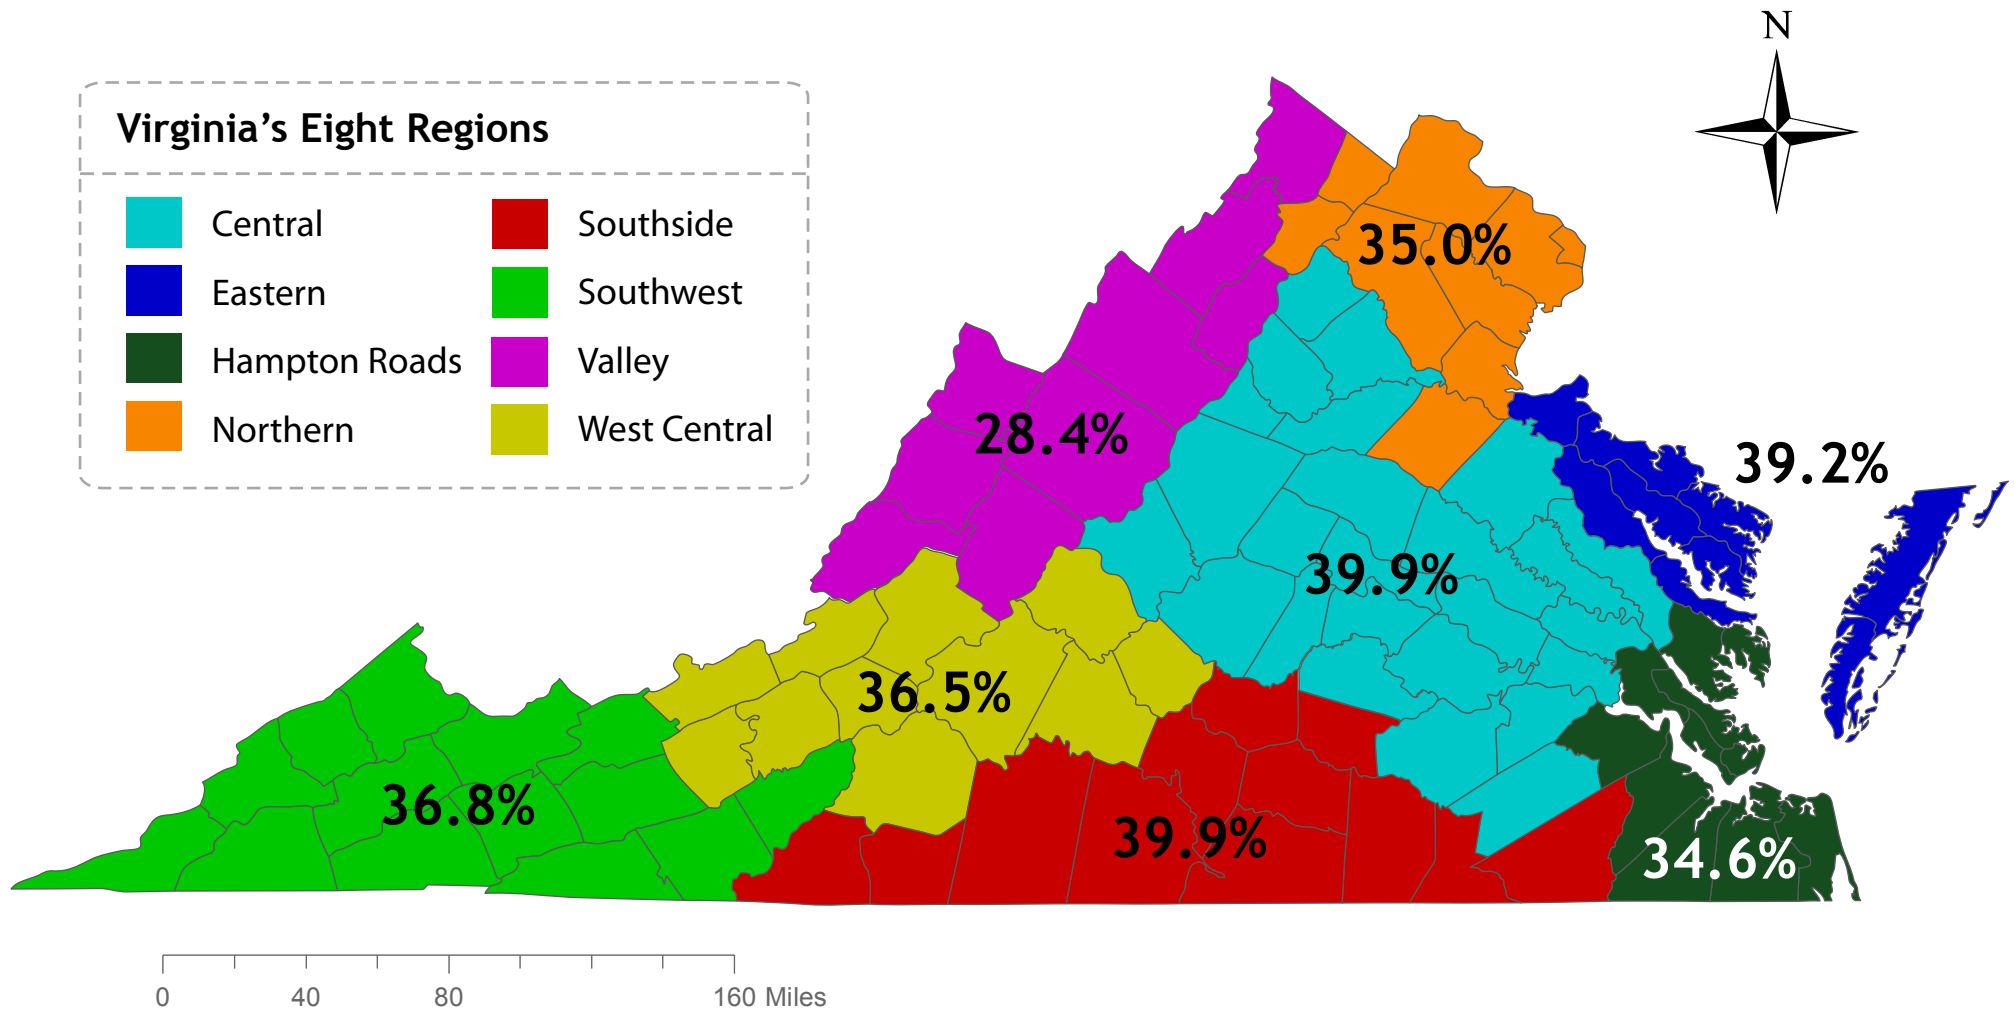 N
Virginia’s Eight Regions
Central
Southside
Eastern
Southwest
Hampton Roads
Valley
Northern
West Central
35.0%
28.4%
39.2%
39.9%
36.5%
36.8%
39.9%
34.6%
0 40 80 160 Miles